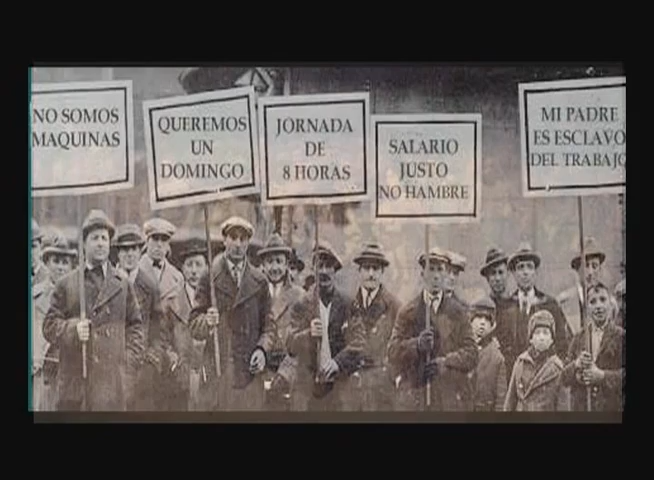 NO SOMOS
MAQUINAS
QUEREMOS
UN
DOMINGO
JORNADA
DE
8 HORAS
SALARIO
JUSTO
NO HAMBRE
MI PADRE
ES ESCLAVO
DEL TRABAJO